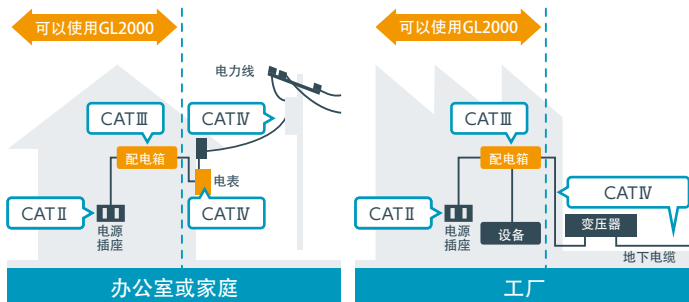 可以使用GL2000
电力线
CATⅢ
CATⅣ
配电箱
电表
CATⅡ
电源
插座
CATⅣ
办公室或家庭
可以使用GL2000
CATⅢ
配电箱
CATⅣ
CATⅡ
电源
插座
设备
变压器
地下电缆
工厂